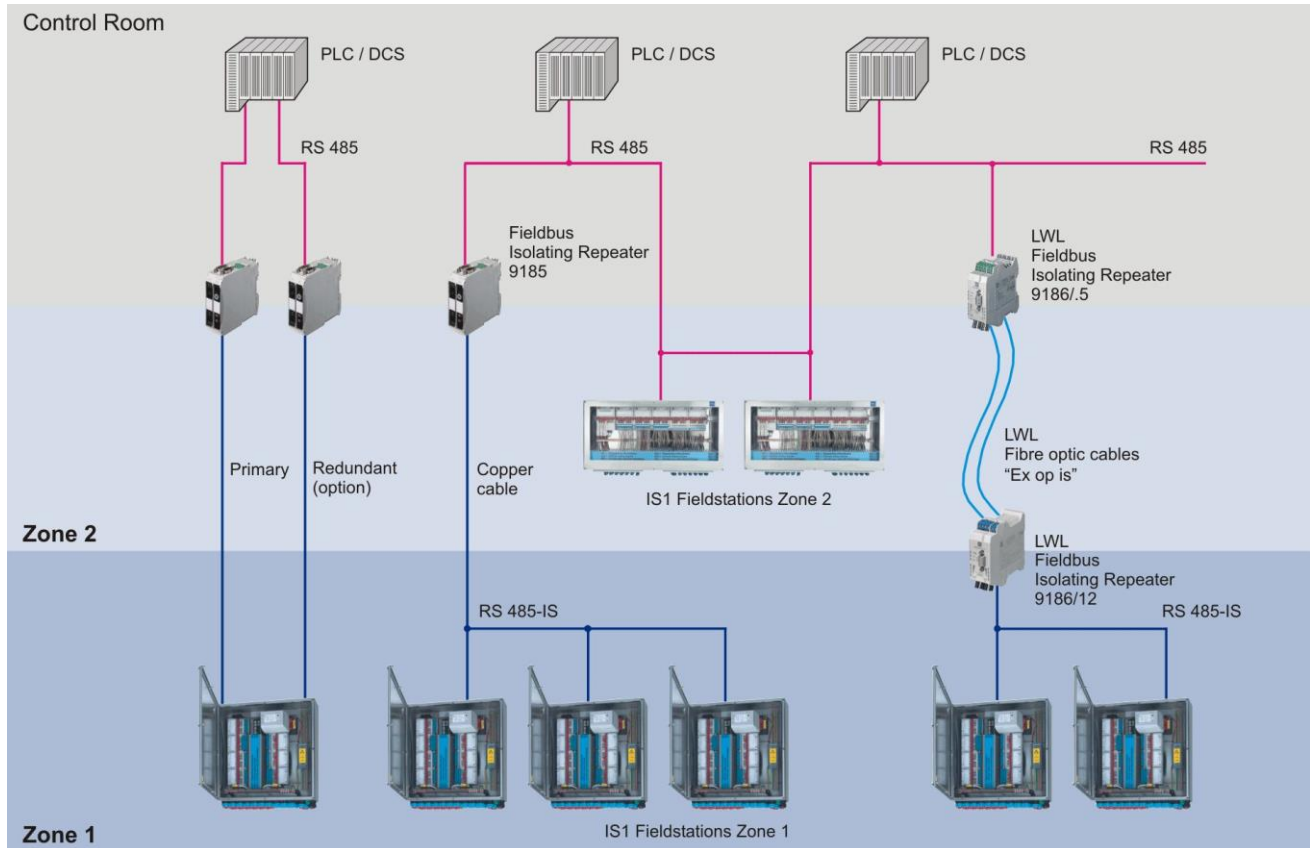 Control Room
PLC / DCS
PLC / DCS
PLC / DCS
RS 485
RS 485
RS 485
Fieldbus
Isolating Repeater
9185
LWL
Fieldbus
Isolating Repeater
9186/.5
Primary
Redundant
(option)
Copper
cable
LWL
Fibre optic cables
“Ex op is”
IS1 Fieldstations Zone 2
Zone 2
LWL
Fieldbus
Isolating Repeater
9186/12
RS 485-IS
RS 485-IS
IS1 Fieldstations Zone 1
Zone 1